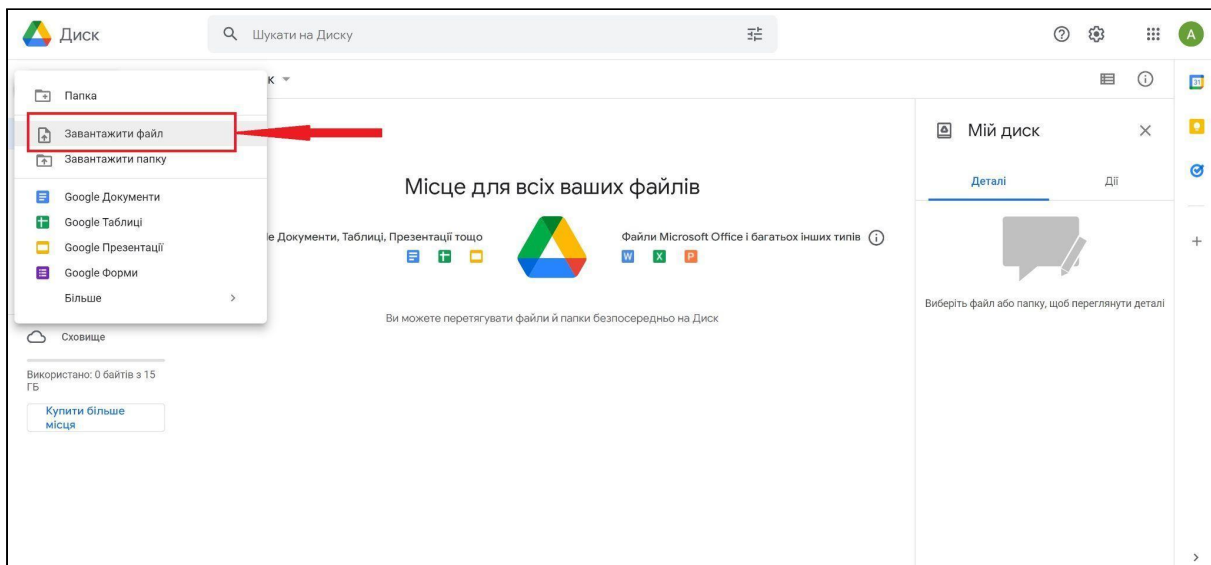 Диск
Шукати на Диску
A
к
31
Папка
Завантажити файл
Завантажити папку
Google Документи
Google Таблиці
Google Презентації
Google Форми
Більше
Місце для всіх ваших файлів
e Документи, Таблиці, Презентації тощо
Файли Microsoft Office і багатьох інших типів
W X P
Ви можете перетягувати файли й папки безпосередньо на Диск
Мій диск
Деталі
Дії
Виберіть файл або папку, щоб переглянути деталі
Сховище
Використано: 0 байтів з 15
ГБ
Купити більше
місця